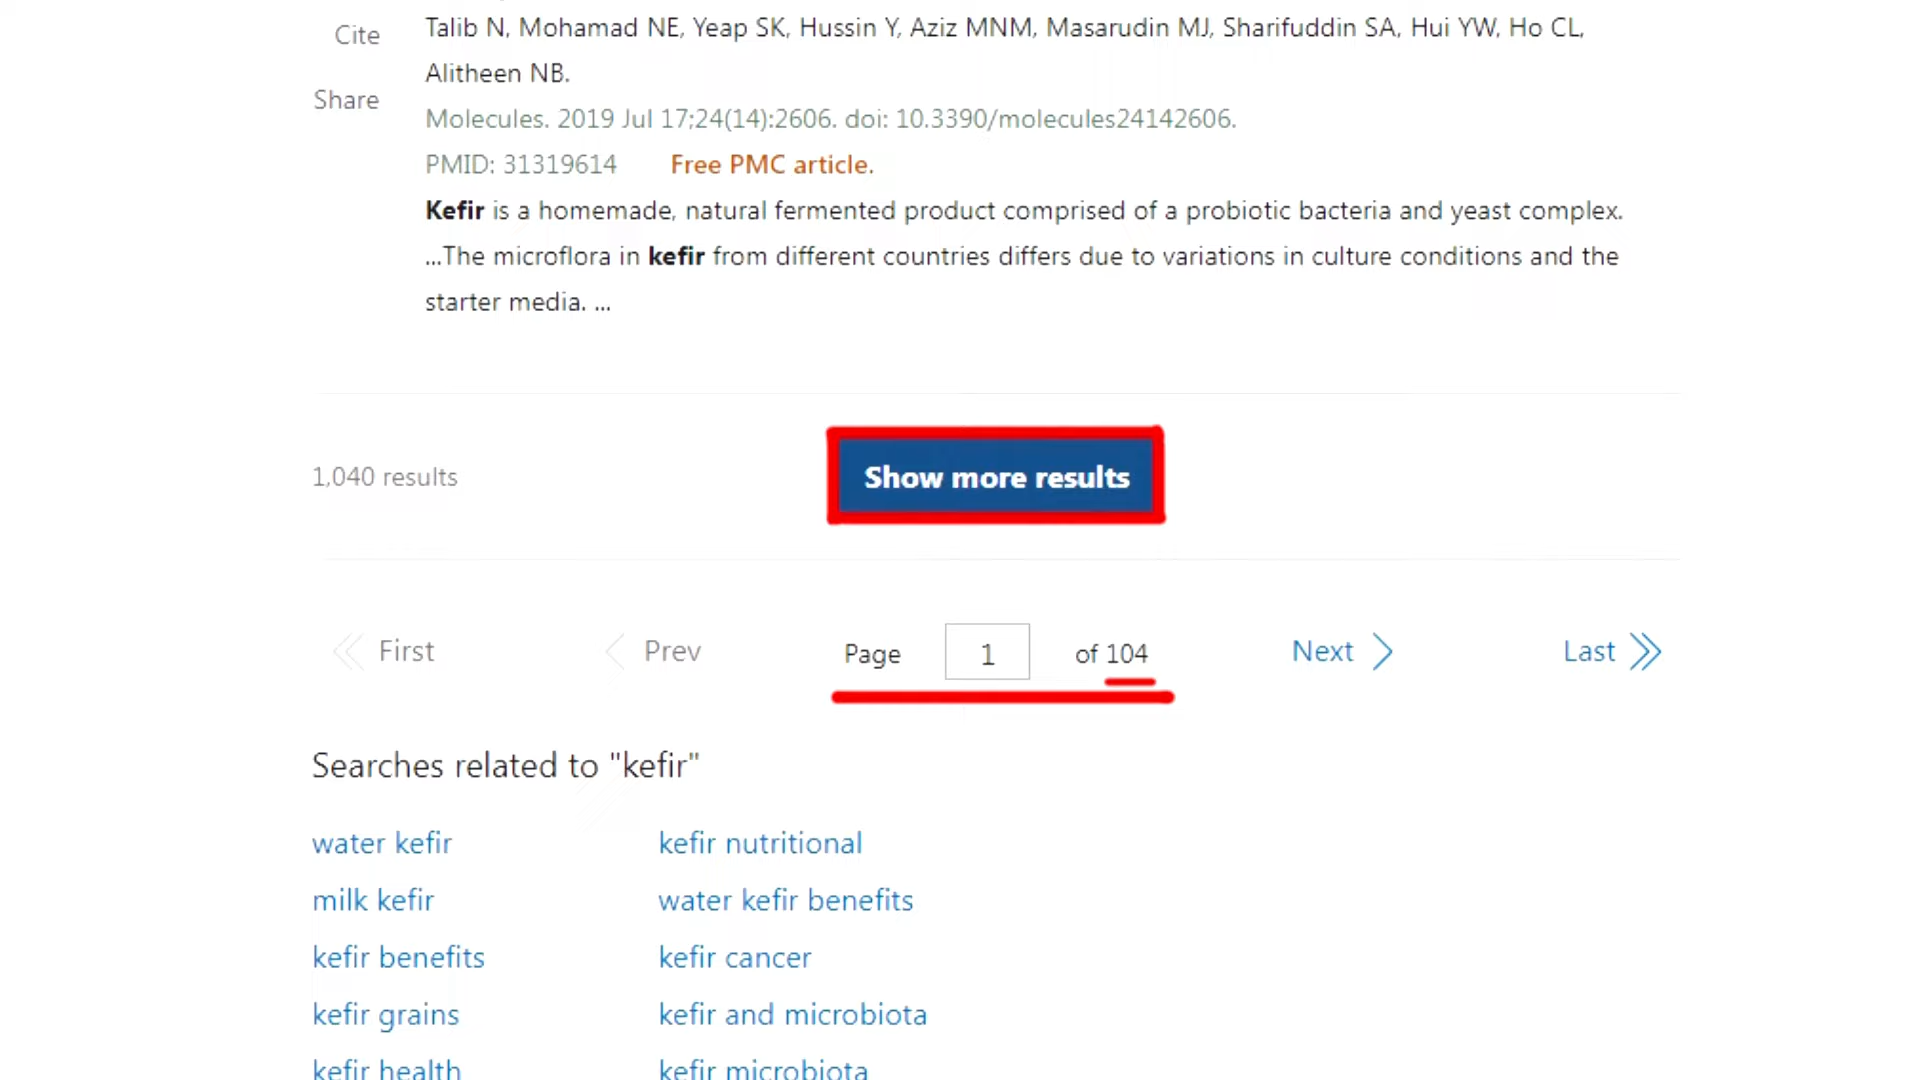 Cite
Share
Talib N, Mohamad NE, Yeap SK, Hussin Y, Aziz MNM, Masarudin MJ, Sharifuddin SA, Hui YW, Ho CL,
Alitheen NB.
Molecules. 2019 Jul 17;24(14):2606. doi: 10.3390/molecules24142606.
PMID: 31319614 Free PMC article.
Kefir is a homemade, natural fermented product comprised of a probiotic bacteria and yeast complex.
...The microflora in kefir from different countries differs due to variations in culture conditions and the
starter media. ...
1,040 results
Show more results
First Prev Page 1 of 104 Next Last
Searches related to "kefir"
water kefir
milk kefir
kefir benefits
kefir grains
kefir health
kefir nutritional
water kefir benefits
kefir cancer
kefir and microbiota
kefir microbiota